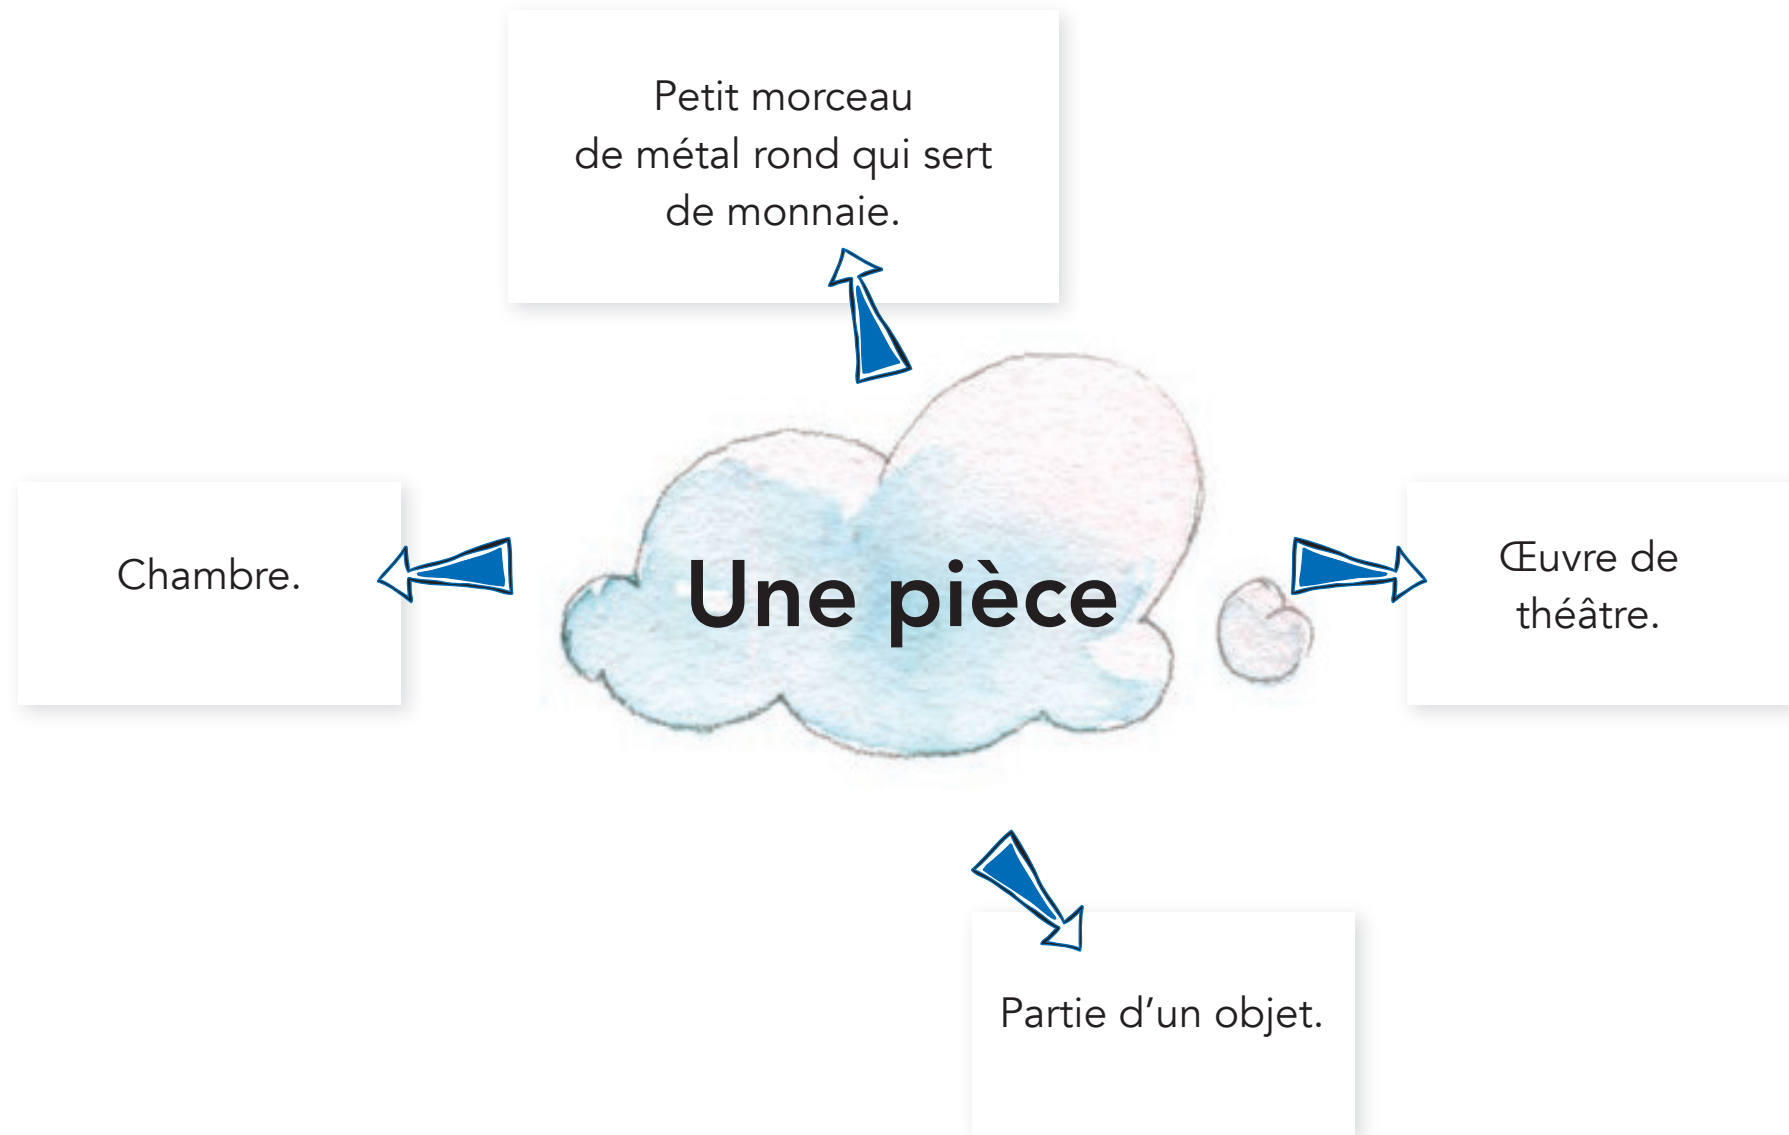 Petit morceau
de métal rond qui sert
de monnaie.
Chambre.
Une pièce
Œuvre de
théâtre.
Partie d’un objet.